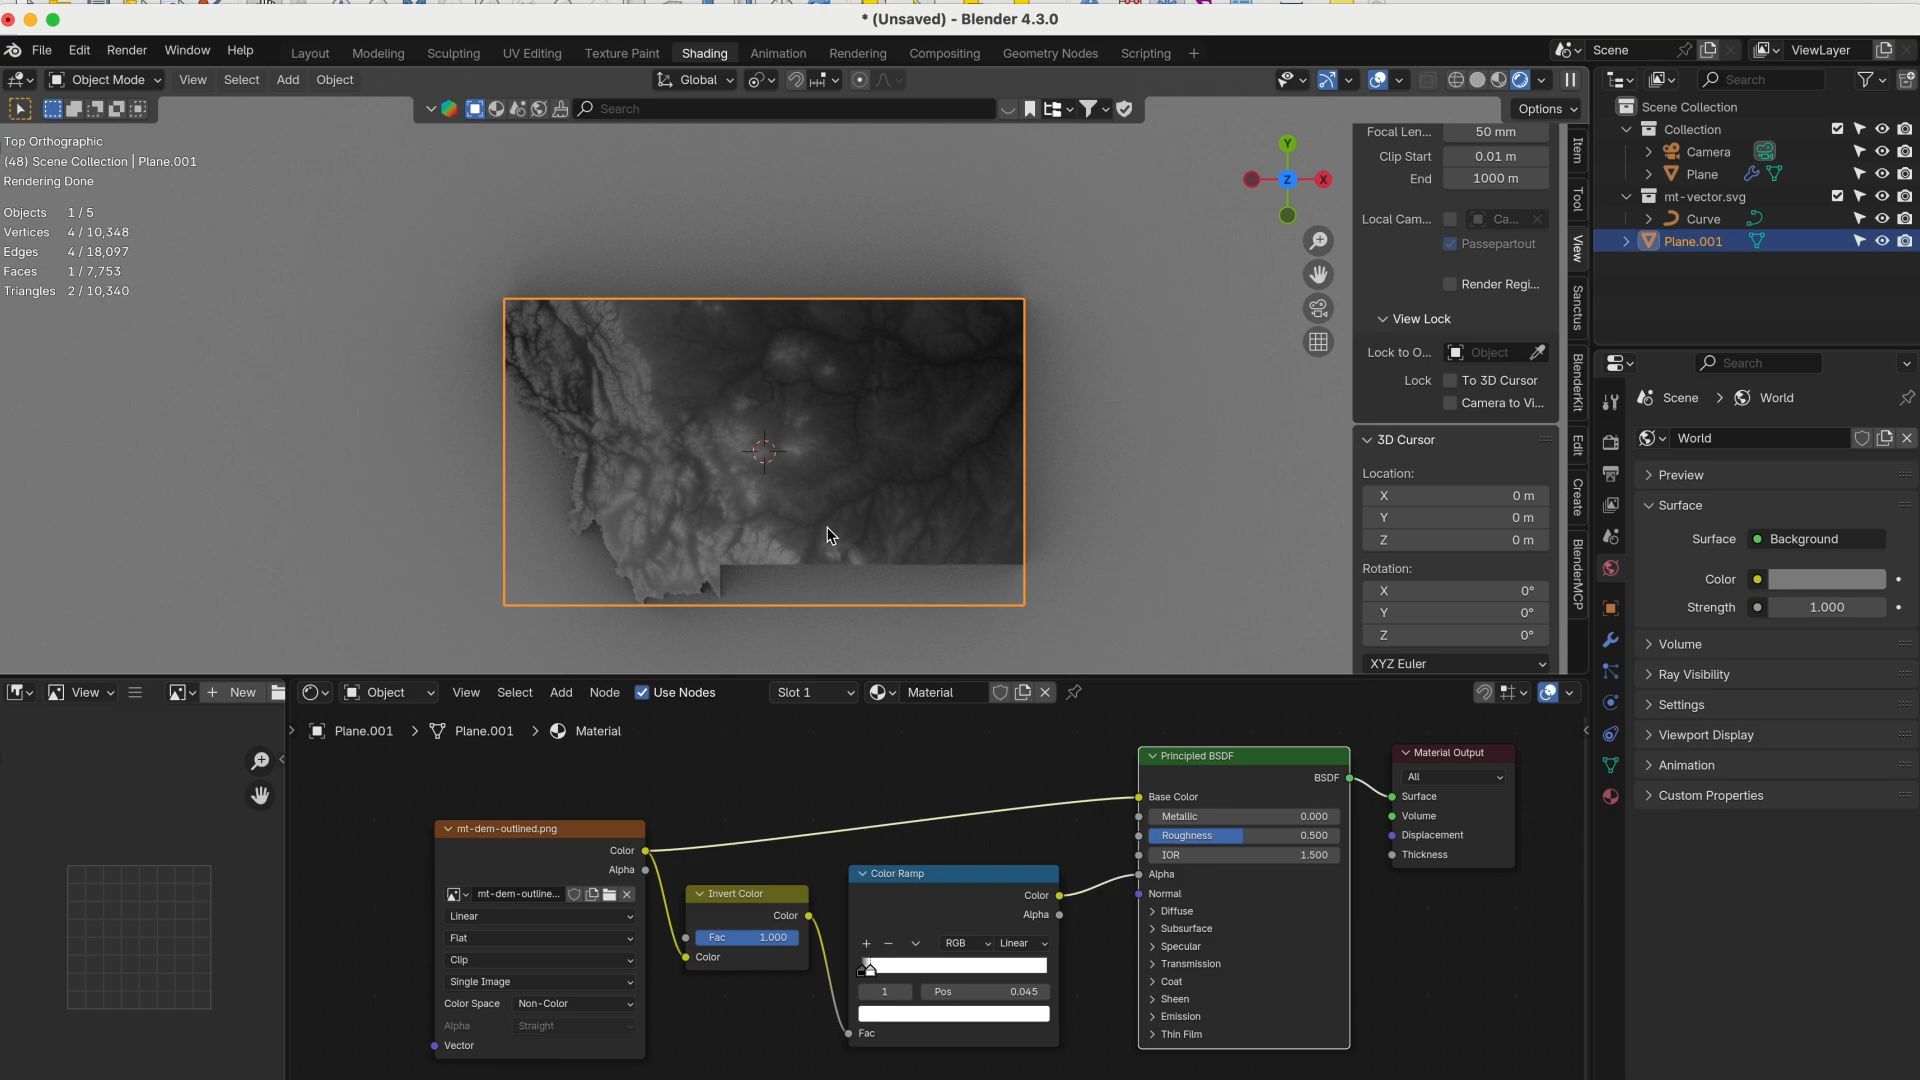 * (Unsaved) - Blender 4.3.0
File Edit Render Window Help
Layout Modeling Sculpting UV Editing Texture Paint Shading Animation Rendering Compositing Geometry Nodes Scripting +
Scene
ViewLayer
Object Mode View Select Add Object
Global
Search
Search
Options
Top Orthographic
(48) Scene Collection | Plane.001
Rendering Done
Objects 1 / 5
Vertices 4 / 10,348
Edges 4 / 18,097
Faces 1 / 7,753
Triangles 2 / 10,340
Y
Z
X
Focal Len... 50 mm
Clip Start 0.01 m
End 1000 m
Local Cam... Ca...
Passepartout
Render Regi...
View Lock
Lock to O... Object
Lock To 3D Cursor
Camera to Vi...
3D Cursor
Location:
X 0 m
Y 0 m
Z 0 m
Rotation:
X 0°
Y 0°
Z 0°
XYZ Euler
Item
Tool
View
Sanctus
BlenderKit
Edit
Create
BlenderMCP
Scene Collection
Collection
Camera
Plane
mt-vector.svg
Curve
Plane.001
Search
Scene > World
World
Preview
Surface
Surface Background
Color
Strength 1.000
Volume
Ray Visibility
Settings
Viewport Display
Animation
Custom Properties
View
+ New
Object View Select Add Node Use Nodes Slot 1 Material
Plane.001 > Plane.001 > Material
mt-dem-outlined.png
Color
Alpha
mt-dem-outline...
Linear
Flat
Clip
Single Image
Color Space Non-Color
Alpha Straight
Vector
Invert Color
Color
Fac 1.000
Color
Color Ramp
Color
Alpha
RGB Linear
1 Pos 0.045
Fac
Principled BSDF
BSDF
Base Color
Metallic 0.000
Roughness 0.500
IOR 1.500
Alpha
Normal
Diffuse
Subsurface
Specular
Transmission
Coat
Sheen
Emission
Thin Film
Material Output
All
Surface
Volume
Displacement
Thickness